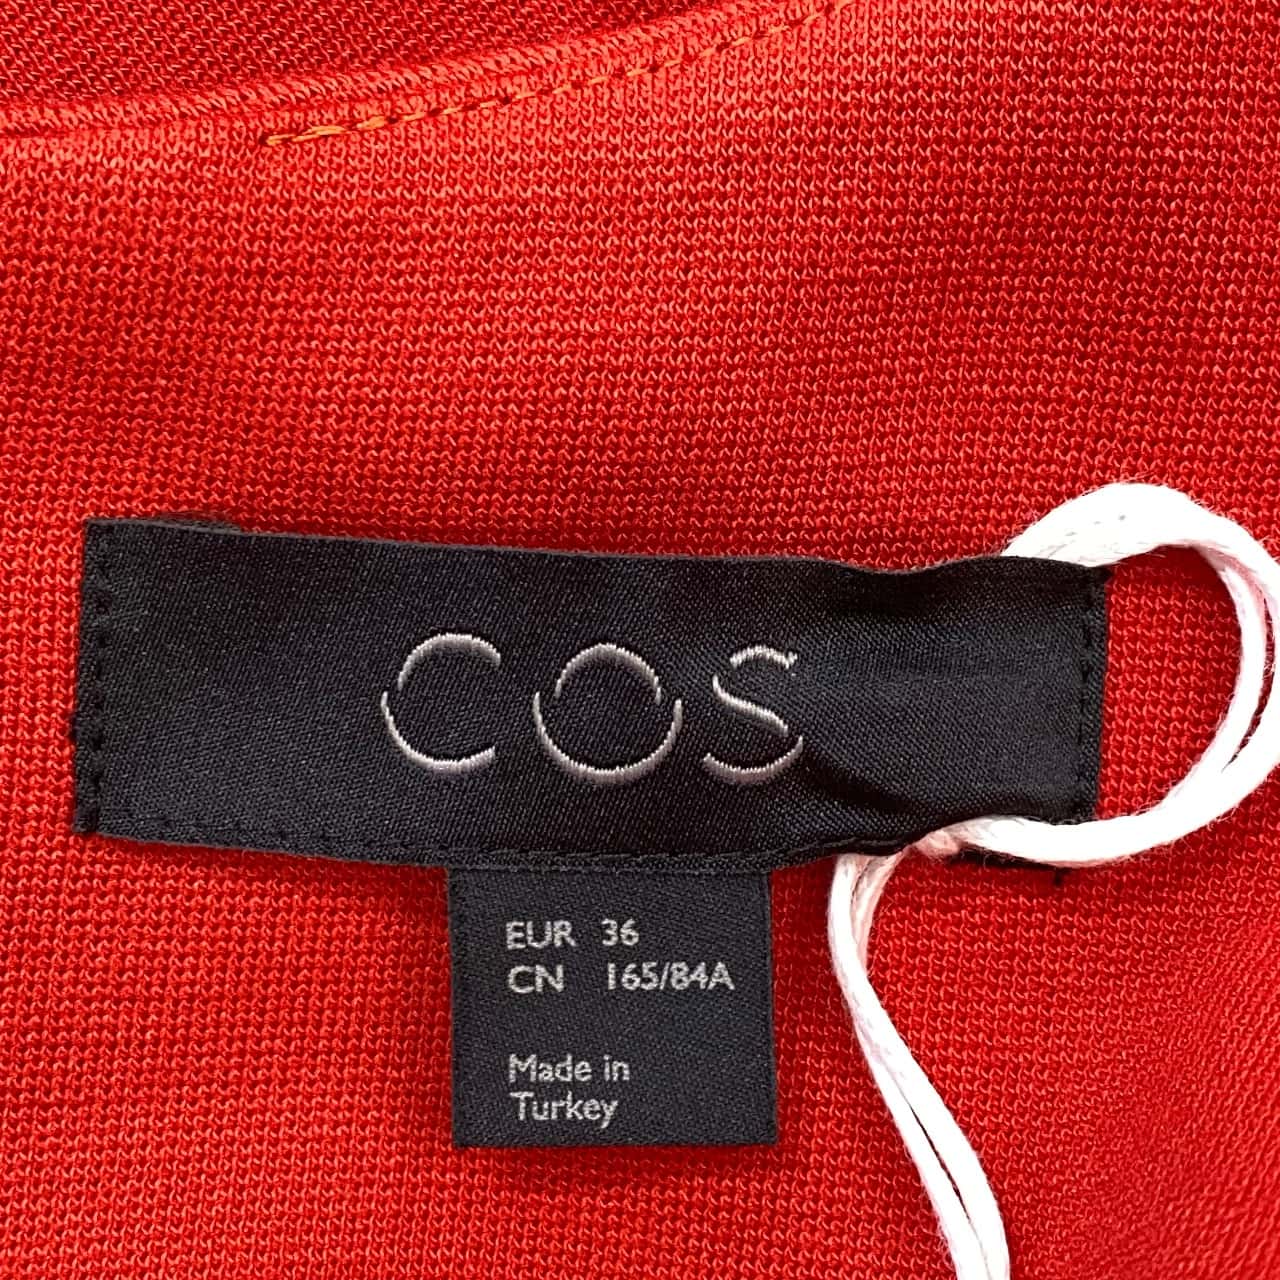 COS
EUR 36
CN 165/84A
Made in
Turkey